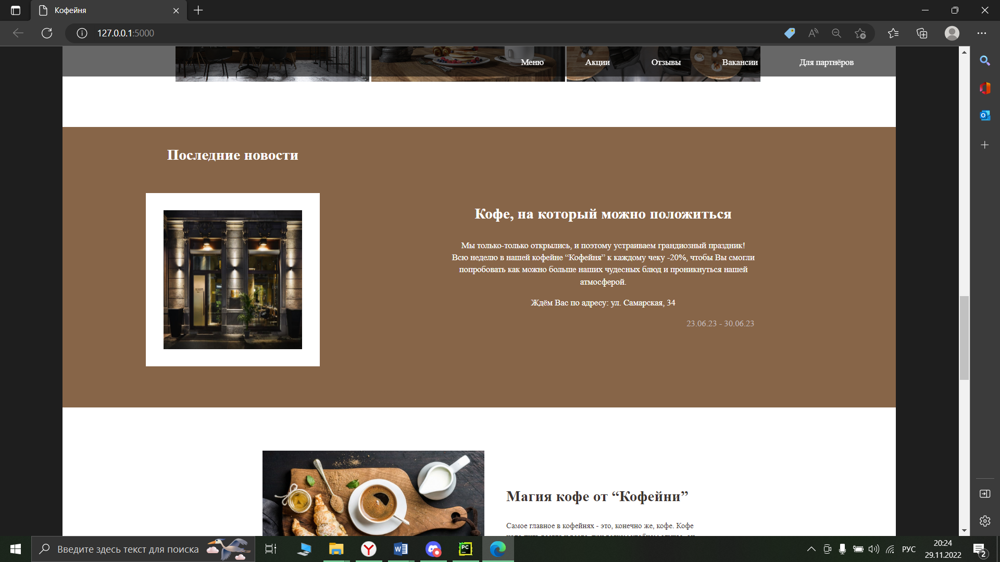 Кофейня
127.0.0.1:5000
Меню
Акции
Отзывы
Вакансии
Для партнёров
Последние новости
Кофе, на который можно положиться
Мы только-только открылись, и поэтому устраиваем грандиозный праздник!
Всю неделю в нашей кофейне “Кофейня” к каждому чеку -20%, чтобы Вы смогли
попробовать как можно больше наших чудесных блюд и проникнуться нашей
атмосферой.
Ждём Вас по адресу: ул. Самарская, 34
23.06.23 - 30.06.23
Магия кофе от “Кофейни”
Самое главное в кофейнях - это, конечно же, кофе. Кофе
Введите здесь текст для поиска
РУС
20:24
29.11.2022
2